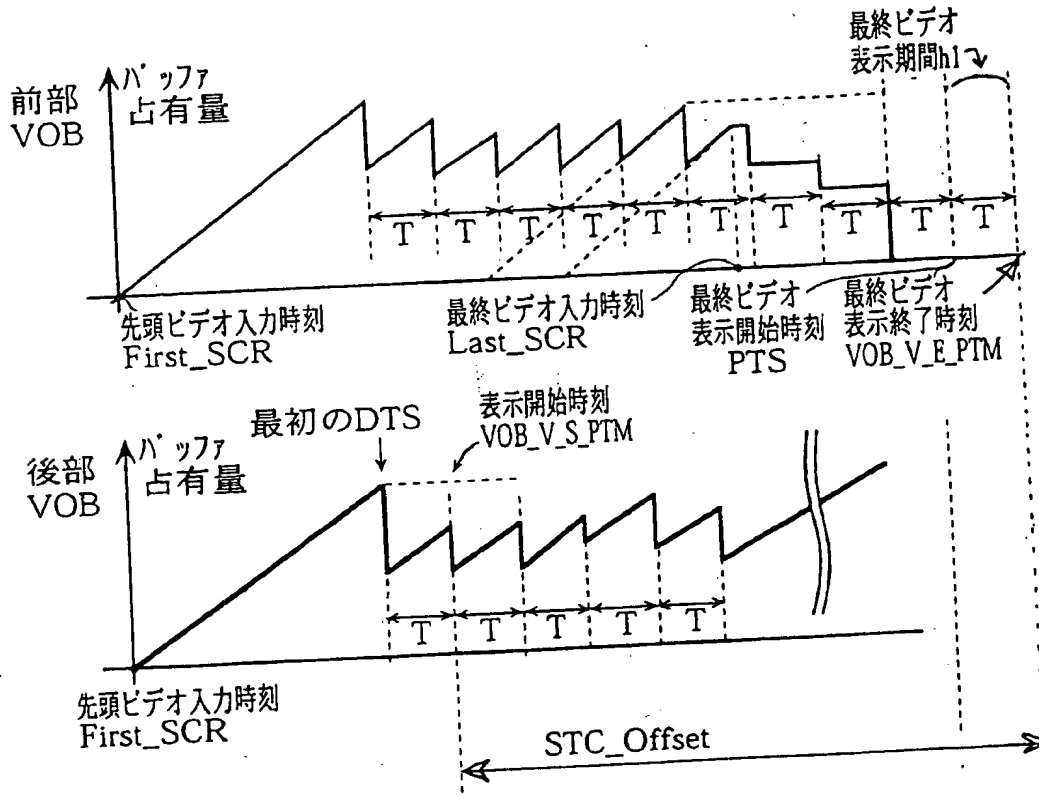 最終ビデオ
表示期間h1
前部
VOB
バッファ
占有量
T T T T T T T T T T
先頭ビデオ入力時刻
First_SCR
最終ビデオ入力時刻
Last_SCR
最終ビデオ
表示開始時刻
PTS
最終ビデオ
表示終了時刻
VOB_V_E_PTM
後部
VOB
バッファ
占有量
最初のDTS
表示開始時刻
VOB_V_S_PTM
T T T T T
先頭ビデオ入力時刻
First_SCR
STC_Offset